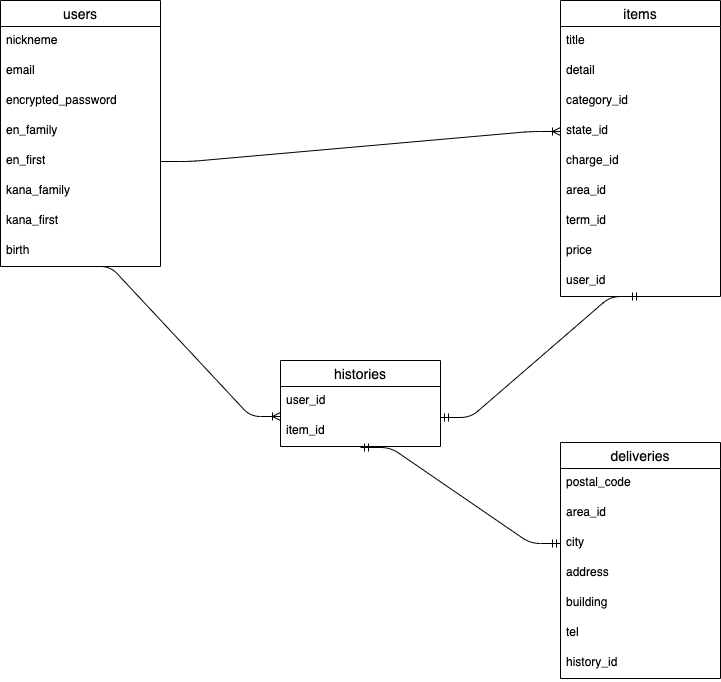 users
nickneme
email
encrypted_password
en_family
en_first
kana_family
kana_first
birth
items
title
detail
category_id
state_id
charge_id
area_id
term_id
price
user_id
histories
user_id
item_id
deliveries
postal_code
area_id
city
address
building
tel
history_id